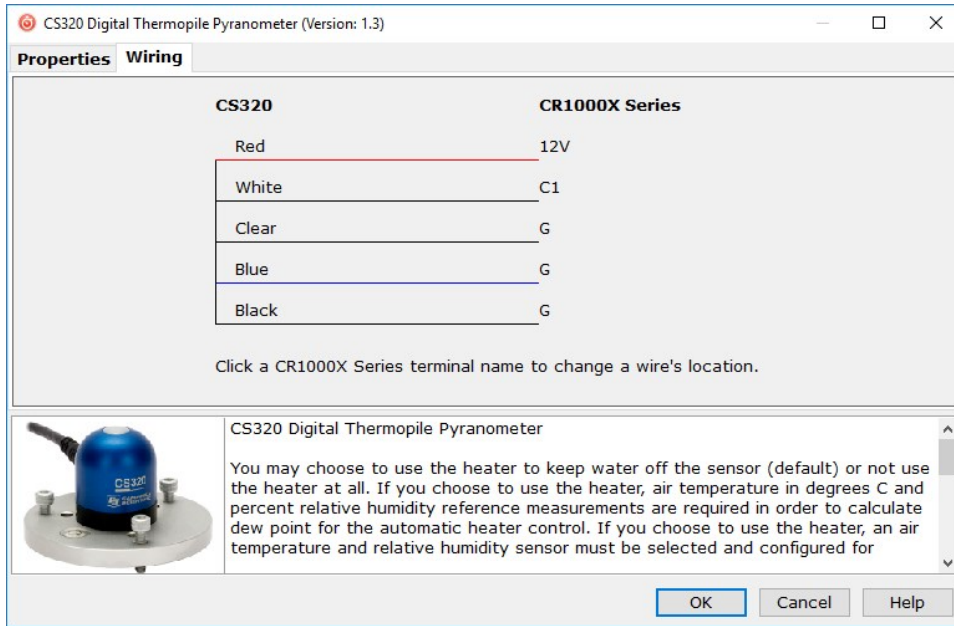 CS320 Digital Thermopile Pyranometer (Version: 1.3)
Properties Wiring
CS320 CR1000X Series
Red 12V
White C1
Clear G
Blue G
Black G
Click a CR1000X Series terminal name to change a wire's location.
CS320 Digital Thermopile Pyranometer
You may choose to use the heater to keep water off the sensor (default) or not use
the heater at all. If you choose to use the heater, air temperature in degrees C and
percent relative humidity reference measurements are required in order to calculate
dew point for the automatic heater control. If you choose to use the heater, an air
temperature and relative humidity sensor must be selected and configured for
CS320
OK Cancel Help